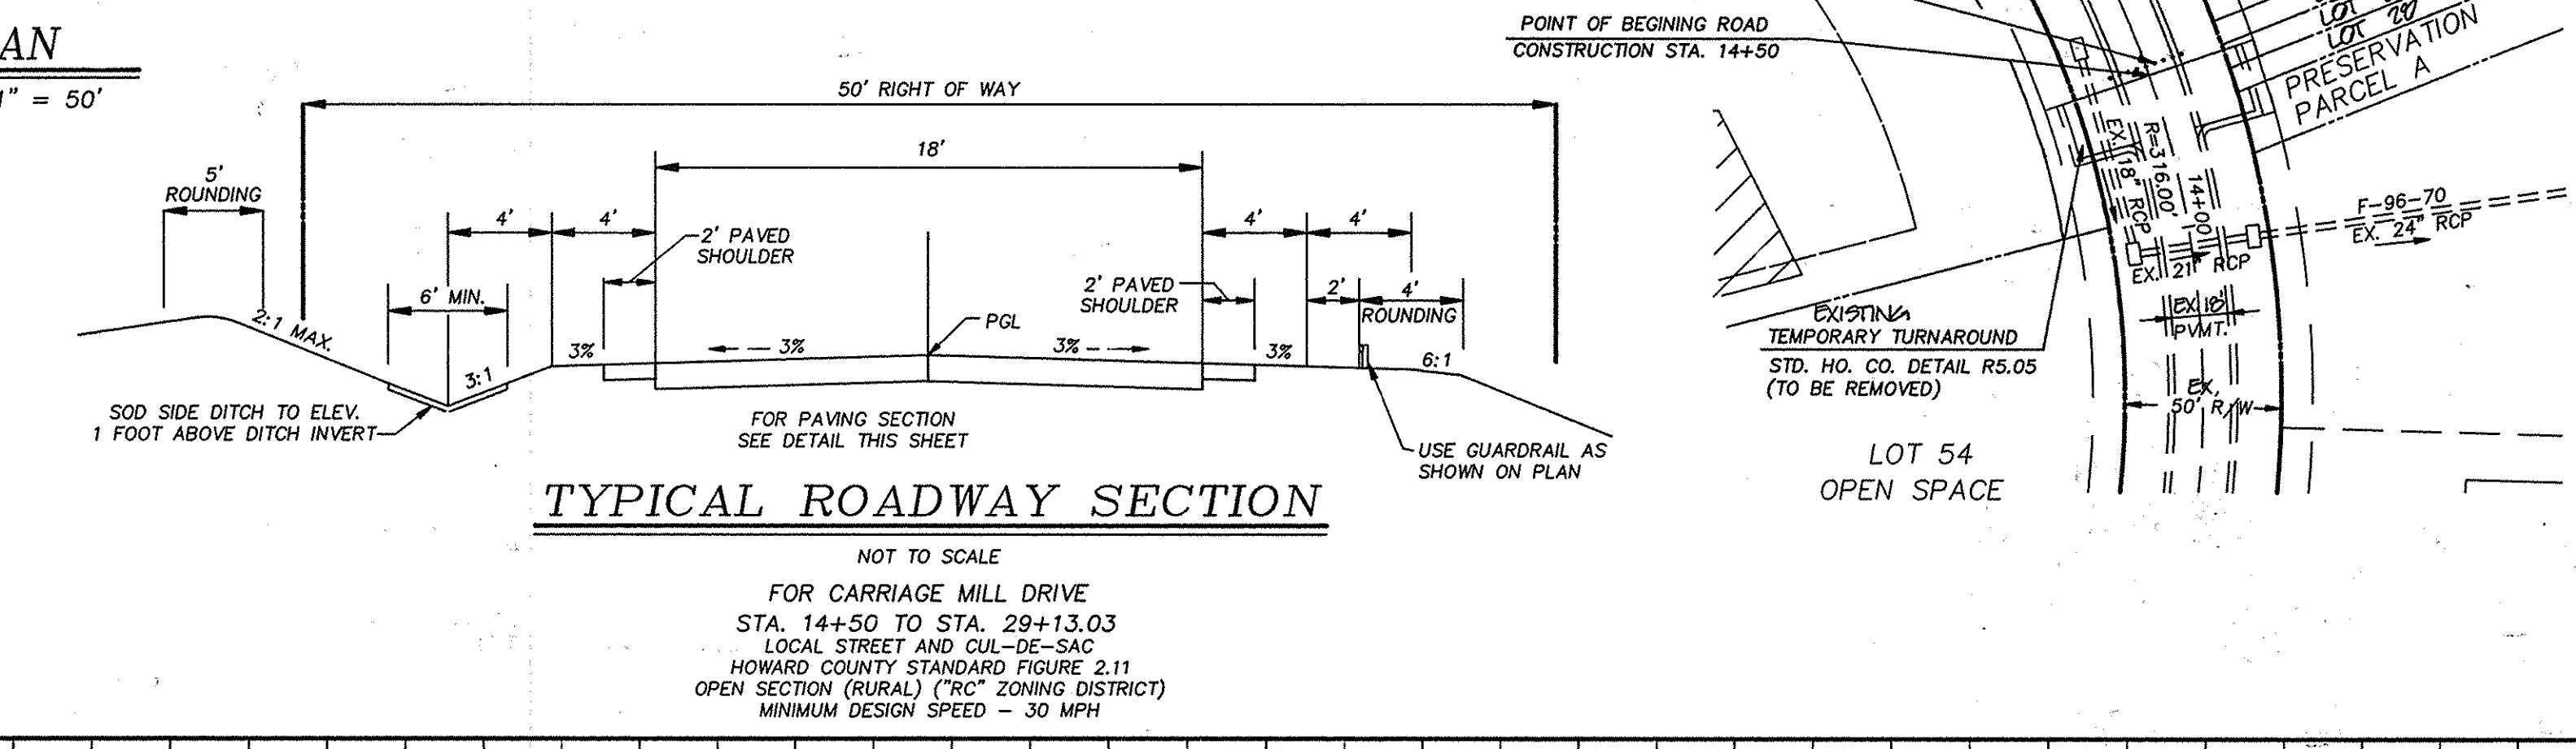 AN
1" = 50'
50' RIGHT OF WAY
18'
5'
ROUNDING
4'
4'
2' PAVED
SHOULDER
4'
4'
6' MIN.
2' PAVED
SHOULDER
2'
4'
ROUNDING
2:1 MAX.
3:1
3%
3%
PGL
3%
3%
6:1
SOD SIDE DITCH TO ELEV.
1 FOOT ABOVE DITCH INVERT
FOR PAVING SECTION
SEE DETAIL THIS SHEET
USE GUARDRAIL AS
SHOWN ON PLAN
TYPICAL ROADWAY SECTION
NOT TO SCALE
FOR CARRIAGE MILL DRIVE
STA. 14+50 TO STA. 29+13.03
LOCAL STREET AND CUL-DE-SAC
HOWARD COUNTY STANDARD FIGURE 2.11
OPEN SECTION (RURAL) ("RC" ZONING DISTRICT)
MINIMUM DESIGN SPEED - 30 MPH
POINT OF BEGINING ROAD
CONSTRUCTION STA. 14+50
LOT
LOT 28
PRESERVATION
PARCEL A
EX. 18" RCP
R=316.00'
14+00
F-96-70
EX. 24" RCP
EX. 21" RCP
EX. 18'
PVMT.
EXISTING
TEMPORARY TURNAROUND
STD. HO. CO. DETAIL R5.05
(TO BE REMOVED)
EX.
50' R/W
LOT 54
OPEN SPACE